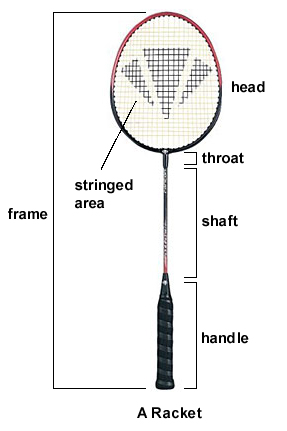 head
throat
stringed
area
frame
shaft
handle
A Racket